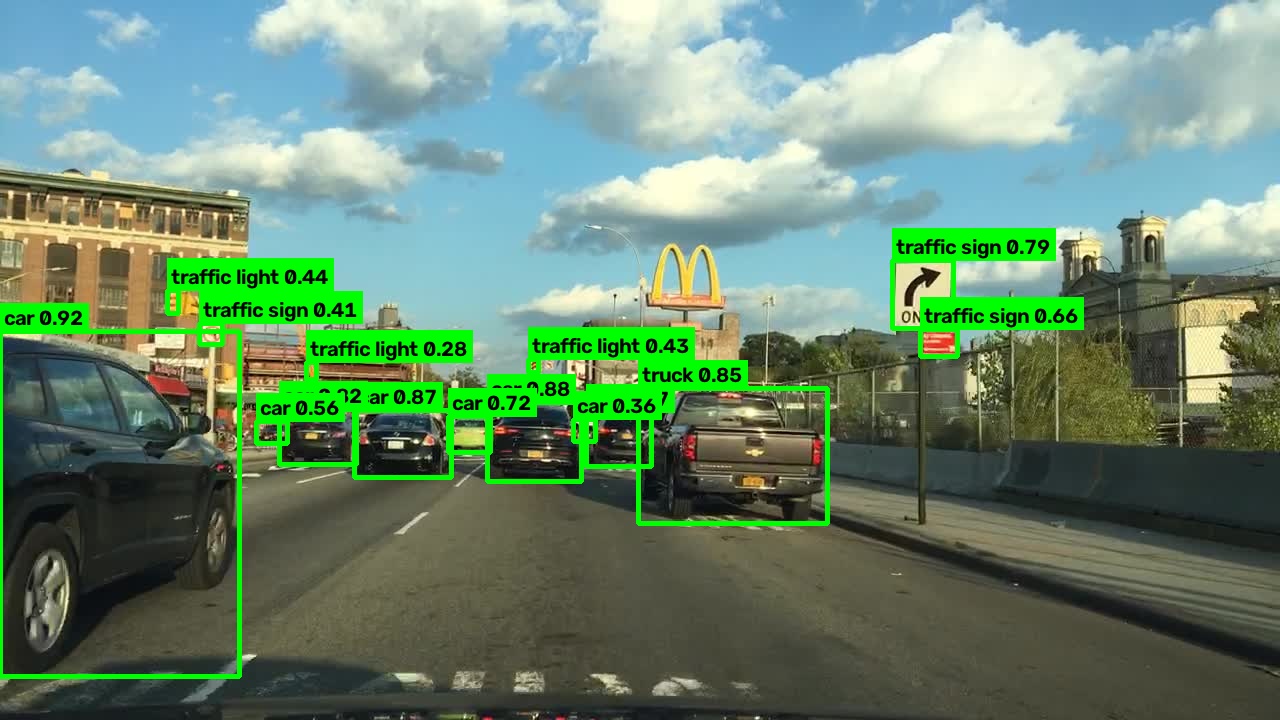 traffic sign 0.79
traffic light 0.44
traffic sign 0.41
car 0.92
ON
traffic sign 0.66
traffic light 0.28
traffic light 0.43
truck 0.85
car 0.87
car 0.72
0.88
car 0.56
car 0.36